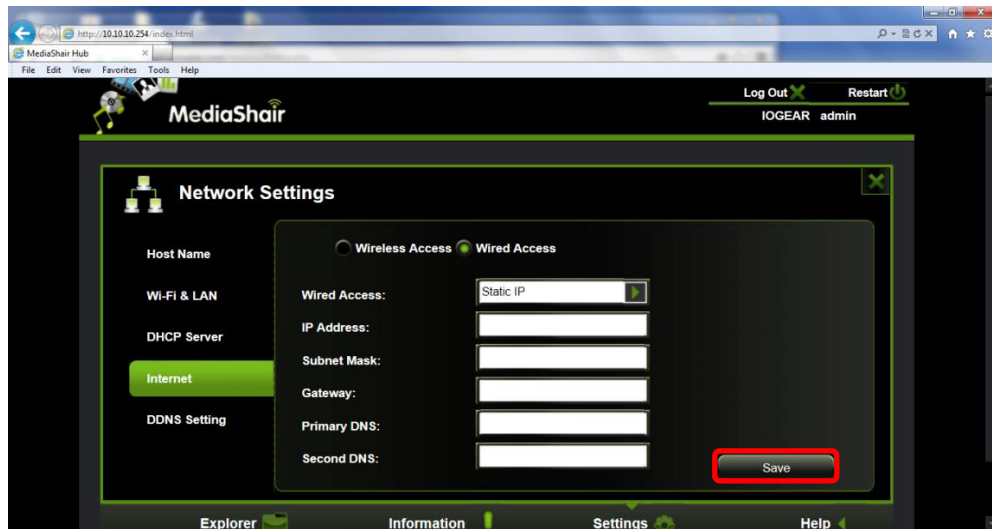 http://10.10.10.254/index.html
MediaShair Hub
File Edit View Favorites Tools Help
MediaShair
Log Out Restart
IOGEAR admin
Network Settings
Wireless Access Wired Access
Host Name
Wi-Fi & LAN
DHCP Server
Internet
DDNS Setting
Wired Access: Static IP
IP Address:
Subnet Mask:
Gateway:
Primary DNS:
Second DNS:
Save
Explorer Information Settings Help